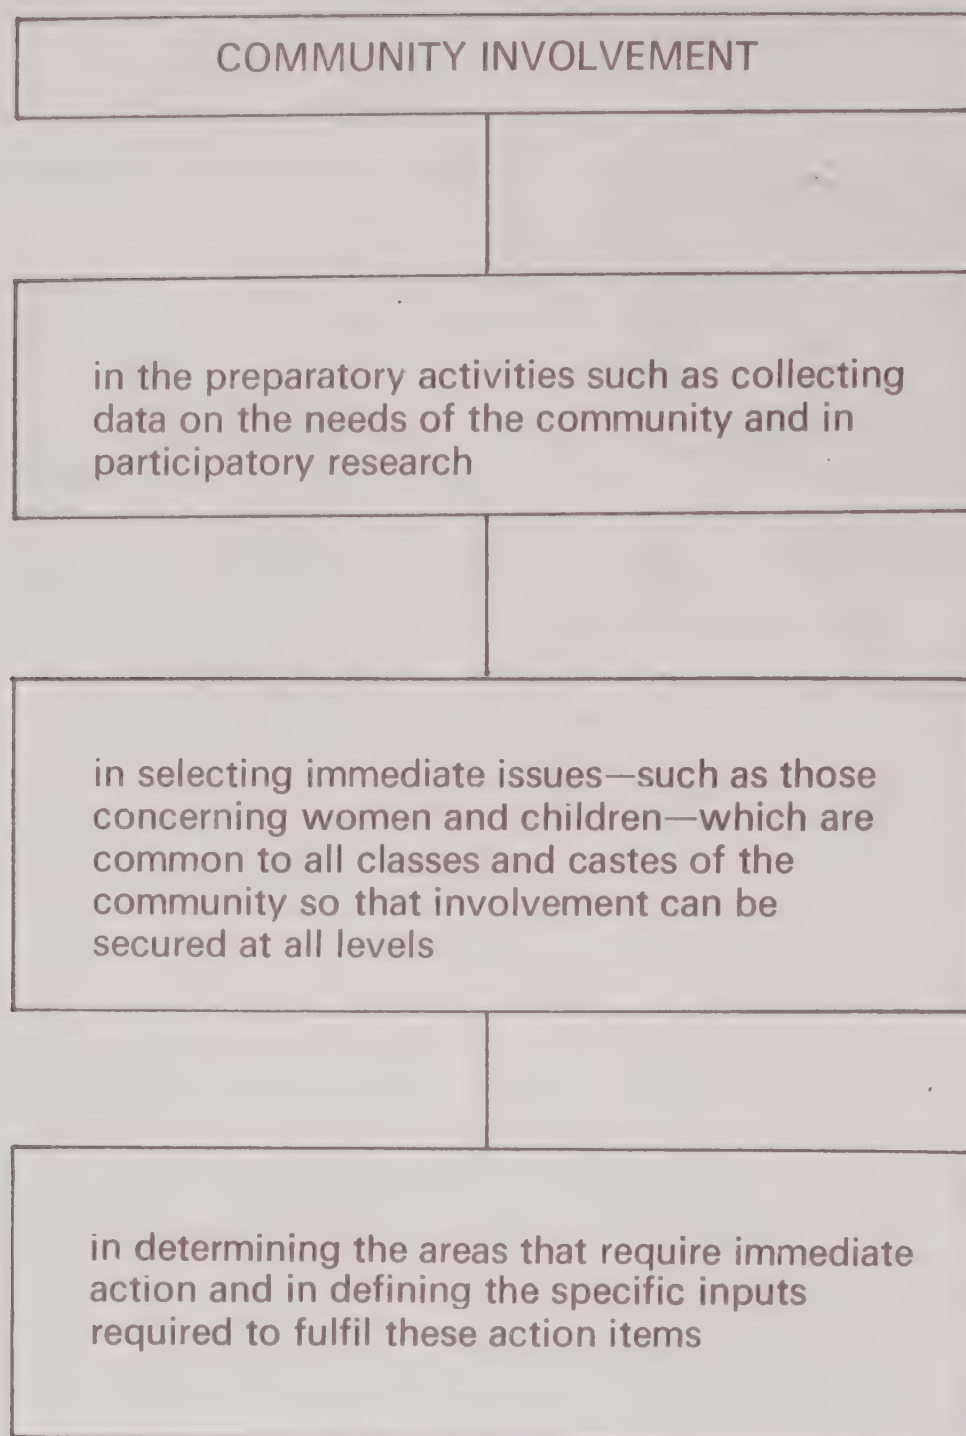 COMMUNITY INVOLVEMENT
in the preparatory activities such as collecting
data on the needs of the community and in
participatory research
in selecting immediate issues—such as those
concerning women and children—which are
common to all classes and castes of the
community so that involvement can be
secured at all levels
in determining the areas that require immediate
action and in defining the specific inputs
required to fulfil these action items